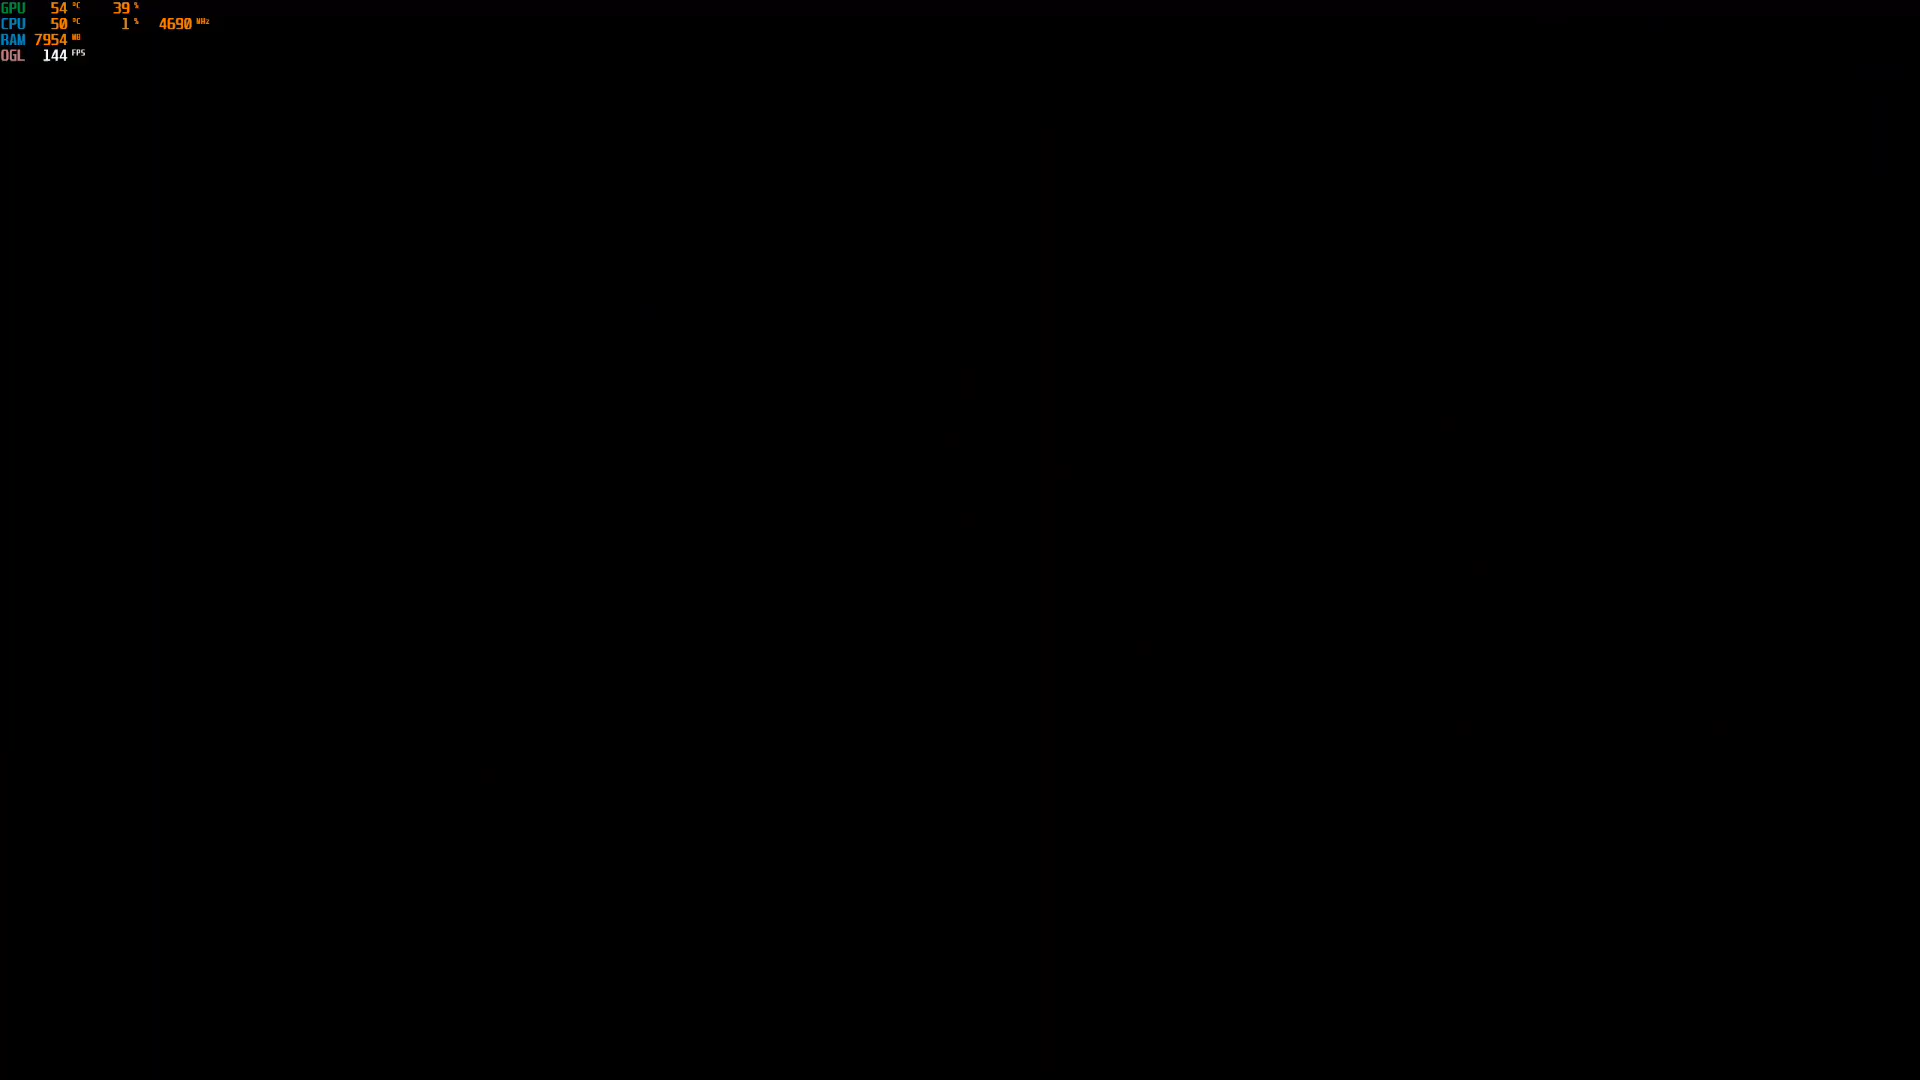 GPU 54 °C 39 %
CPU 50 °C 1 % 4690 MHz
RAM 7954 MB
OGL 144 FPS